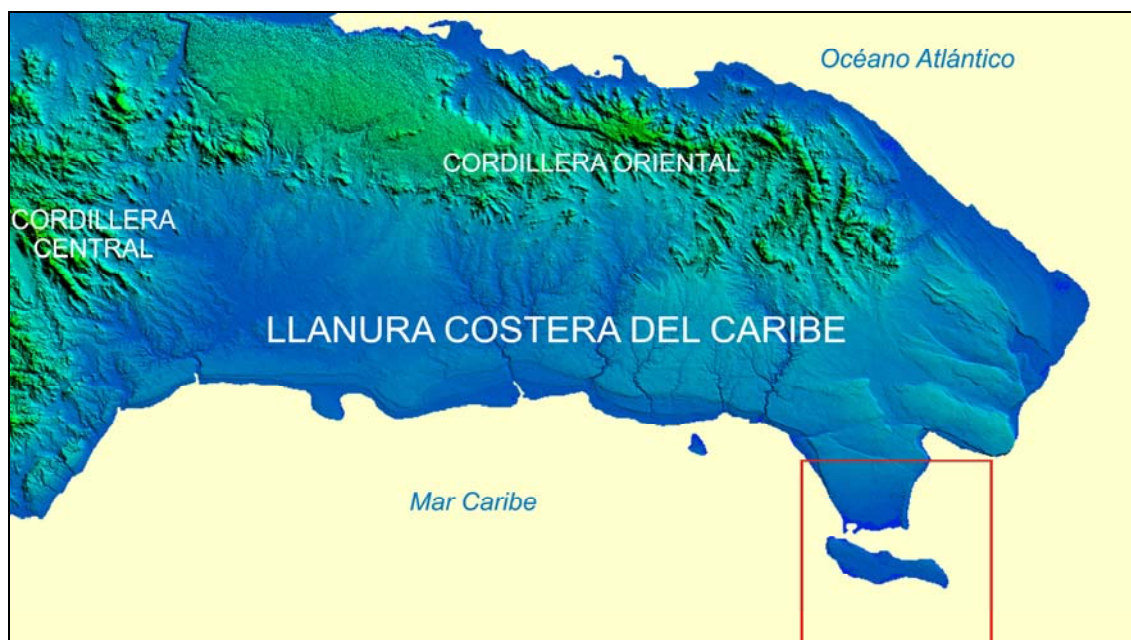 Océano Atlántico
CORDILLERA ORIENTAL
CORDILLERA
CENTRAL
LLANURA COSTERA DEL CARIBE
Mar Caribe